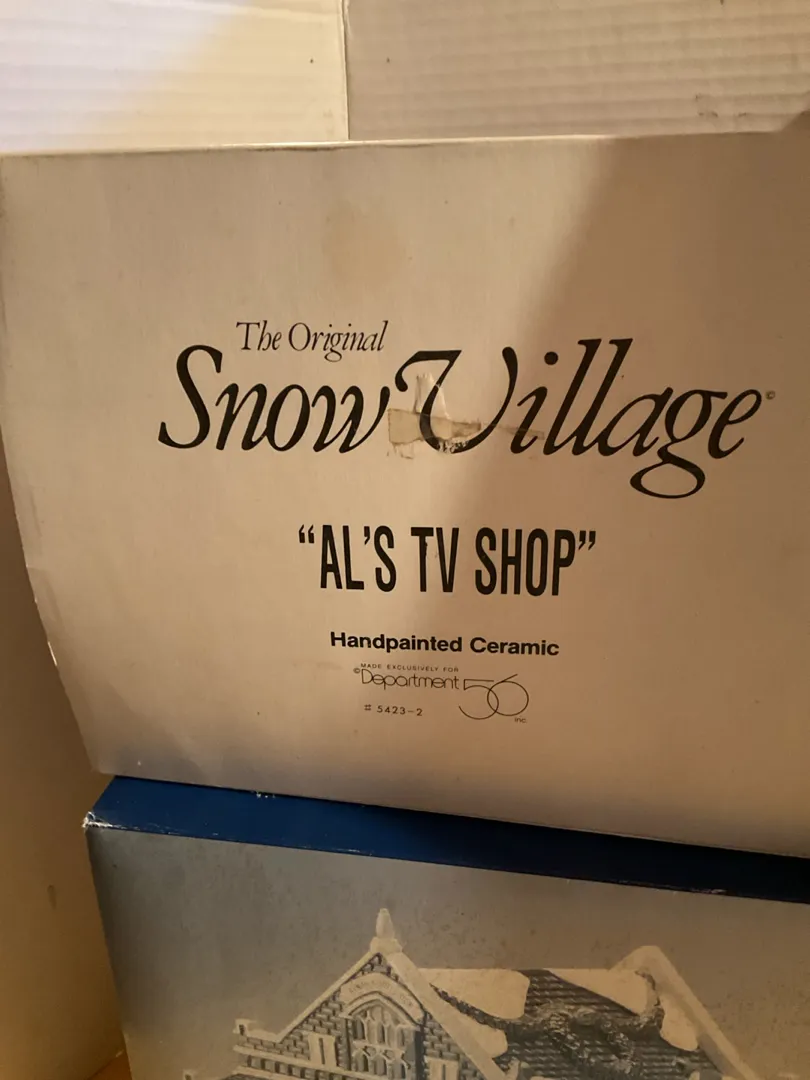 The Original
Snow Village©
“AL'S TV SHOP”
Handpainted Ceramic
MADE EXCLUSIVELY FOR
©Department 56 inc.
# 5423-2